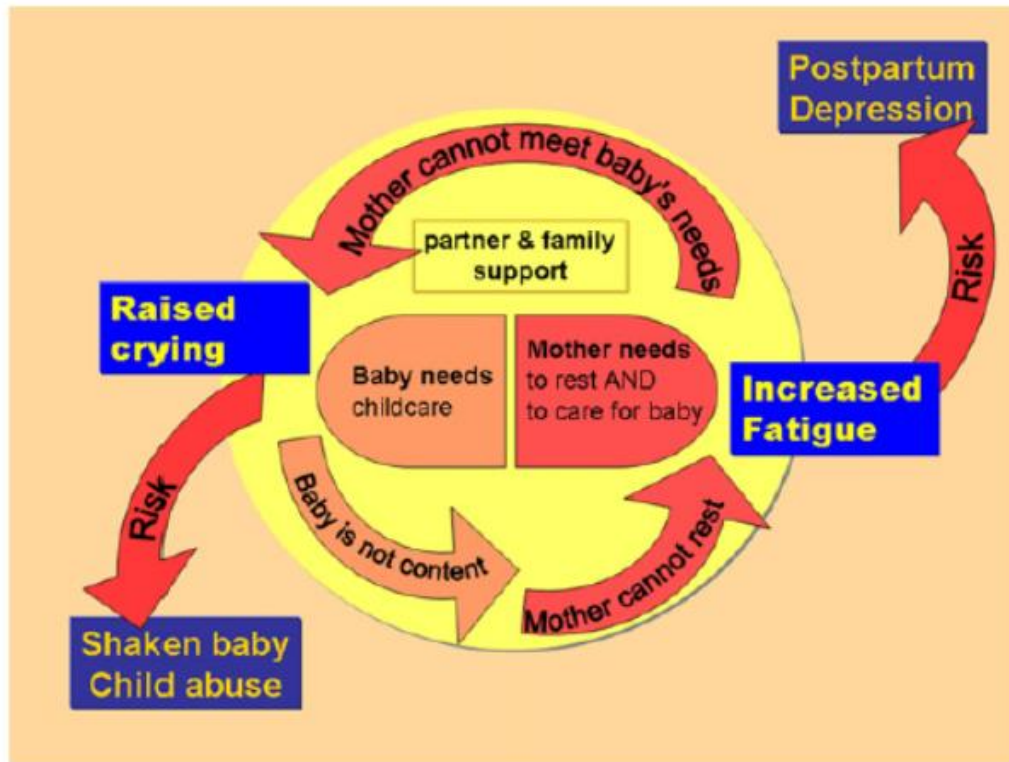 Postpartum
Depression
Mother cannot meet baby's needs
partner & family
support
Risk
Raised
crying
Baby needs
childcare
Mother needs
to rest AND
to care for baby
Increased
Fatigue
Risk
Baby is not content
Mother cannot rest
Shaken baby
Child abuse